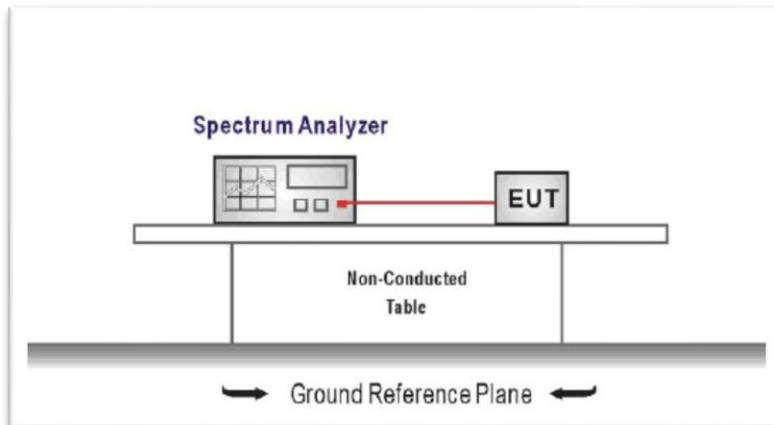 Spectrum Analyzer
EUT
Non-Conducted
Table
Ground Reference Plane